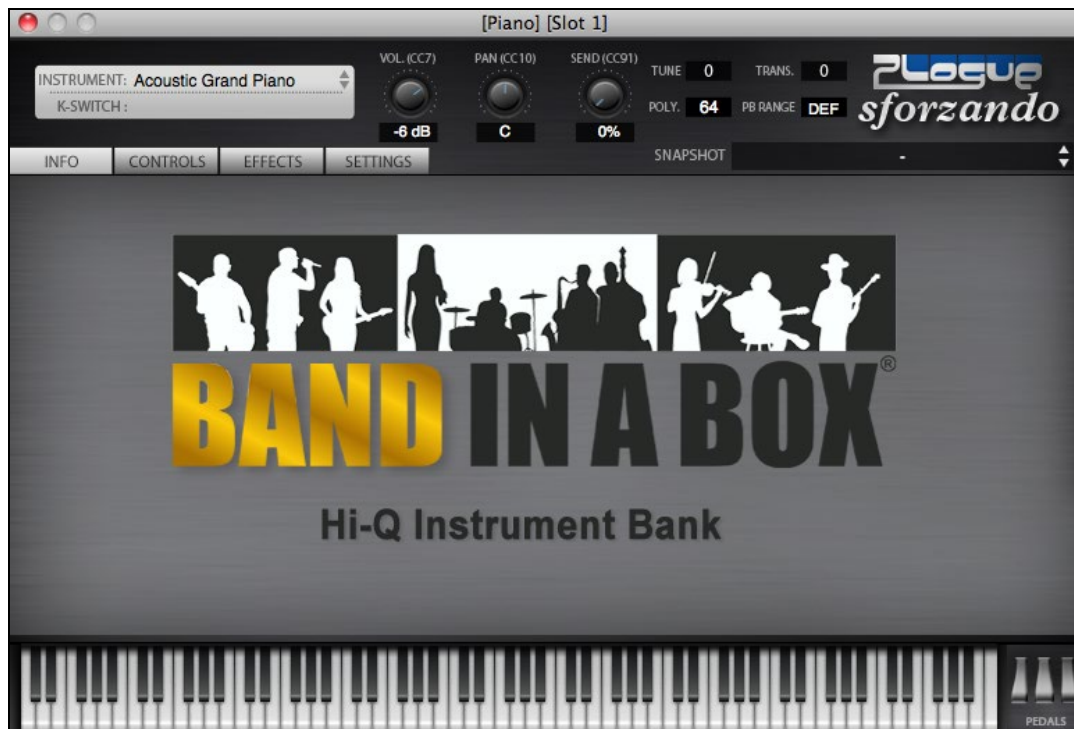 [Piano] [Slot 1]
INSTRUMENT: Acoustic Grand Piano
K-SWITCH :
VOL. (CC7)
-6 dB
PAN (CC10)
C
SEND (CC91)
0%
TUNE 0
TRANS. 0
POLY. 64
PB RANGE DEF
PLOGUE
sforzando
INFO CONTROLS EFFECTS SETTINGS
SNAPSHOT -
BAND IN A BOX®
Hi-Q Instrument Bank
PEDALS